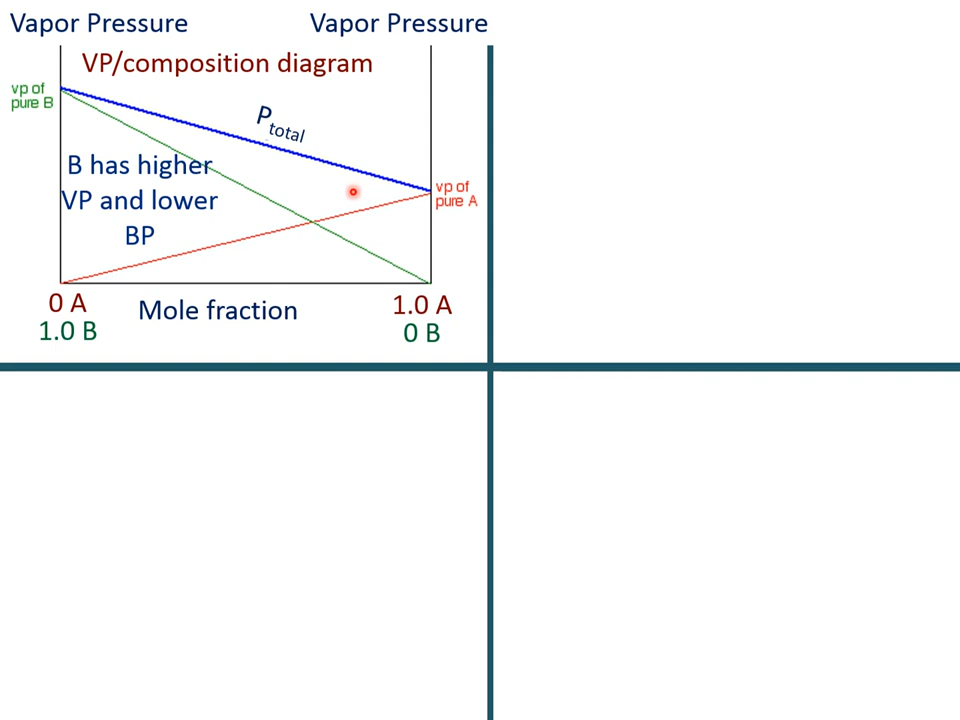 Vapor Pressure
Vapor Pressure
VP/composition diagram
vp of
pure B
P total
B has higher
VP and lower
BP
vp of
pure A
0 A
1.0 B
Mole fraction
1.0 A
0 B